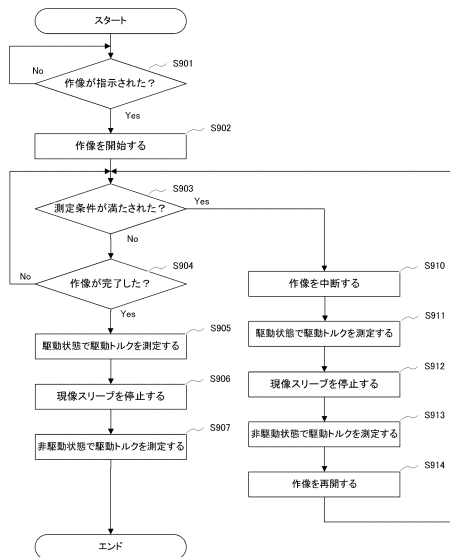 スタート
S901
作像が指示された？
No
Yes
S902
作像を開始する
S903
測定条件が満たされた？
Yes
No
S904
作像が完了した？
No
Yes
S905
駆動状態で駆動トルクを測定する
S906
現像スリーブを停止する
S907
非駆動状態で駆動トルクを測定する
エンド
S910
作像を中断する
S911
駆動状態で駆動トルクを測定する
S912
現像スリーブを停止する
S913
非駆動状態で駆動トルクを測定する
S914
作像を再開する